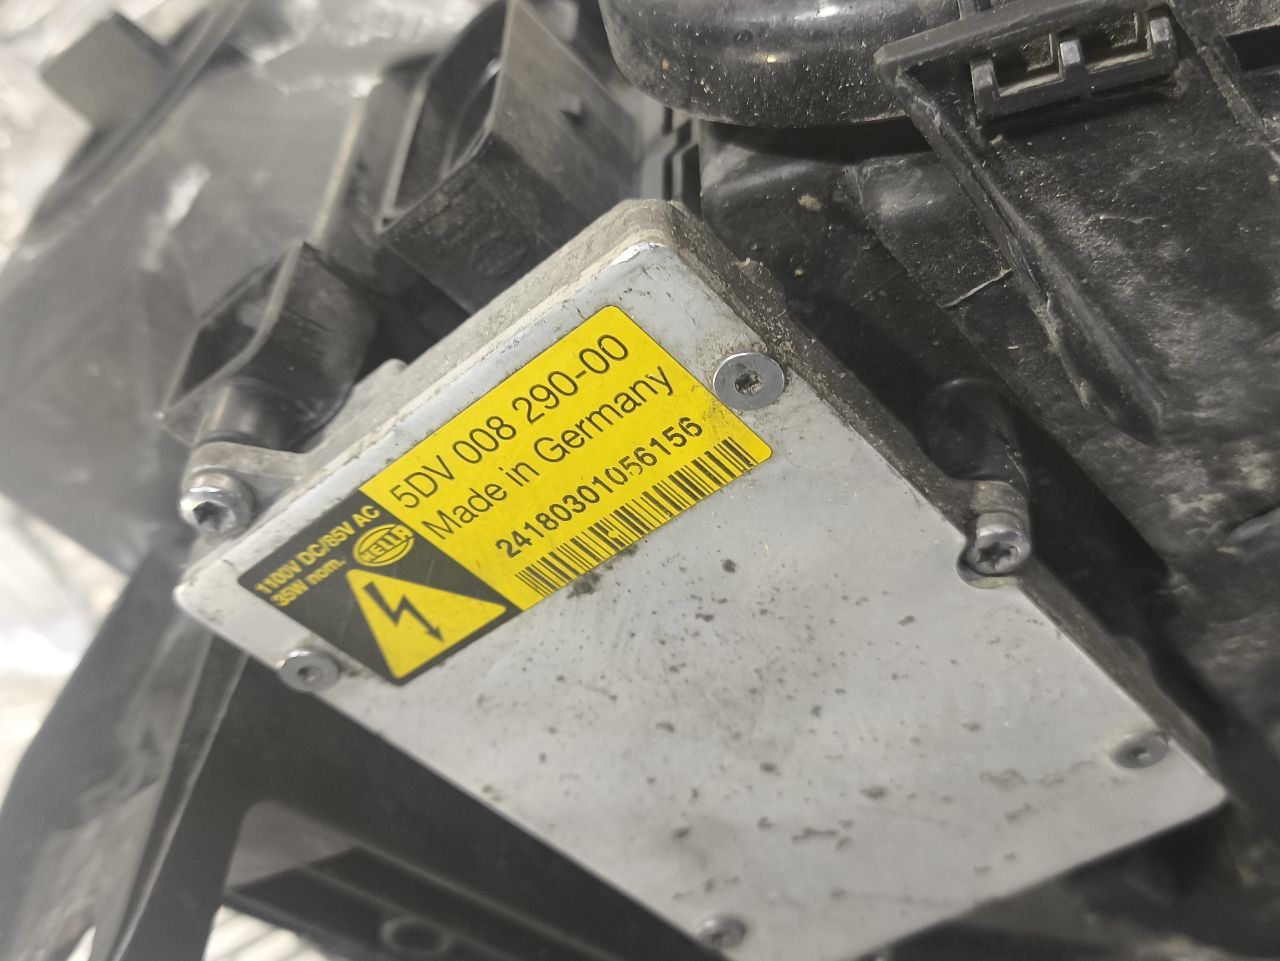 5DV 008 290-00
Made in Germany
24180301056156
1100V DC/85V AC
35W nom.
HELLA